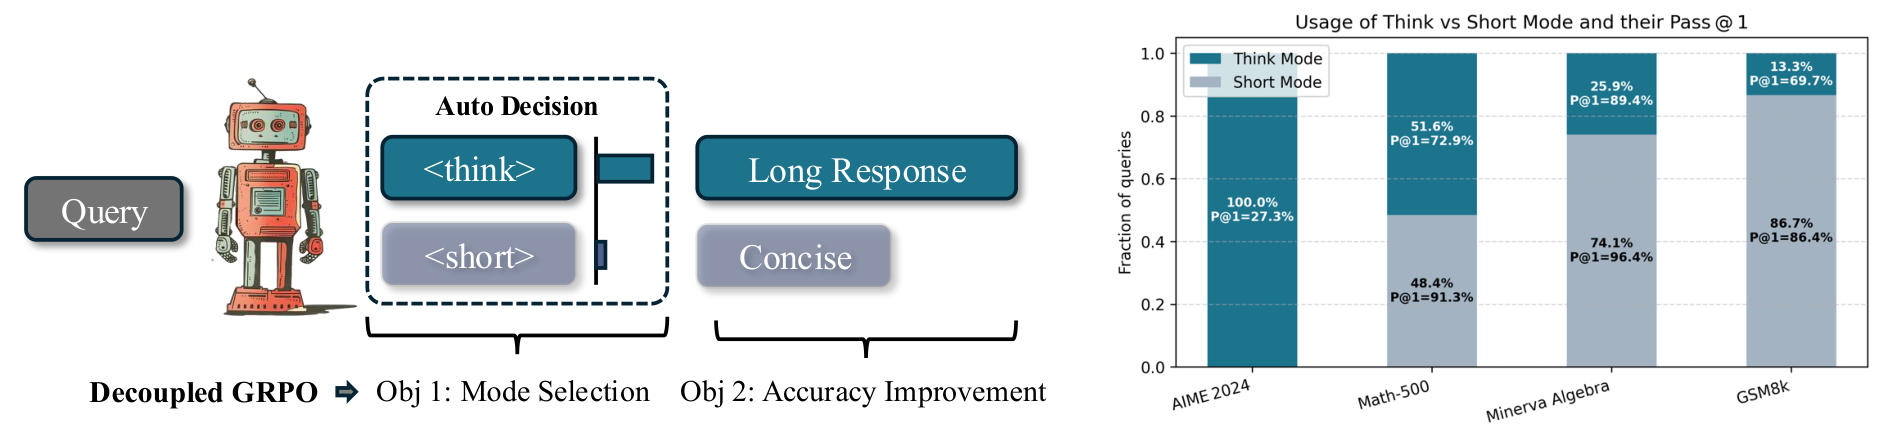 Query
Auto Decision
<think>
<short>
Long Response
Concise
Decoupled GRPO
Obj 1: Mode Selection
Obj 2: Accuracy Improvement
Usage of Think vs Short Mode and their Pass@1
Think Mode
Short Mode
Fraction of queries
1.0
0.8
0.6
0.4
0.2
0.0
100.0%
P@1=27.3%
51.6%
P@1=72.9%
48.4%
P@1=91.3%
25.9%
P@1=89.4%
74.1%
P@1=96.4%
13.3%
P@1=69.7%
86.7%
P@1=86.4%
AIME 2024
Math-500
Minerva Algebra
GSM8k